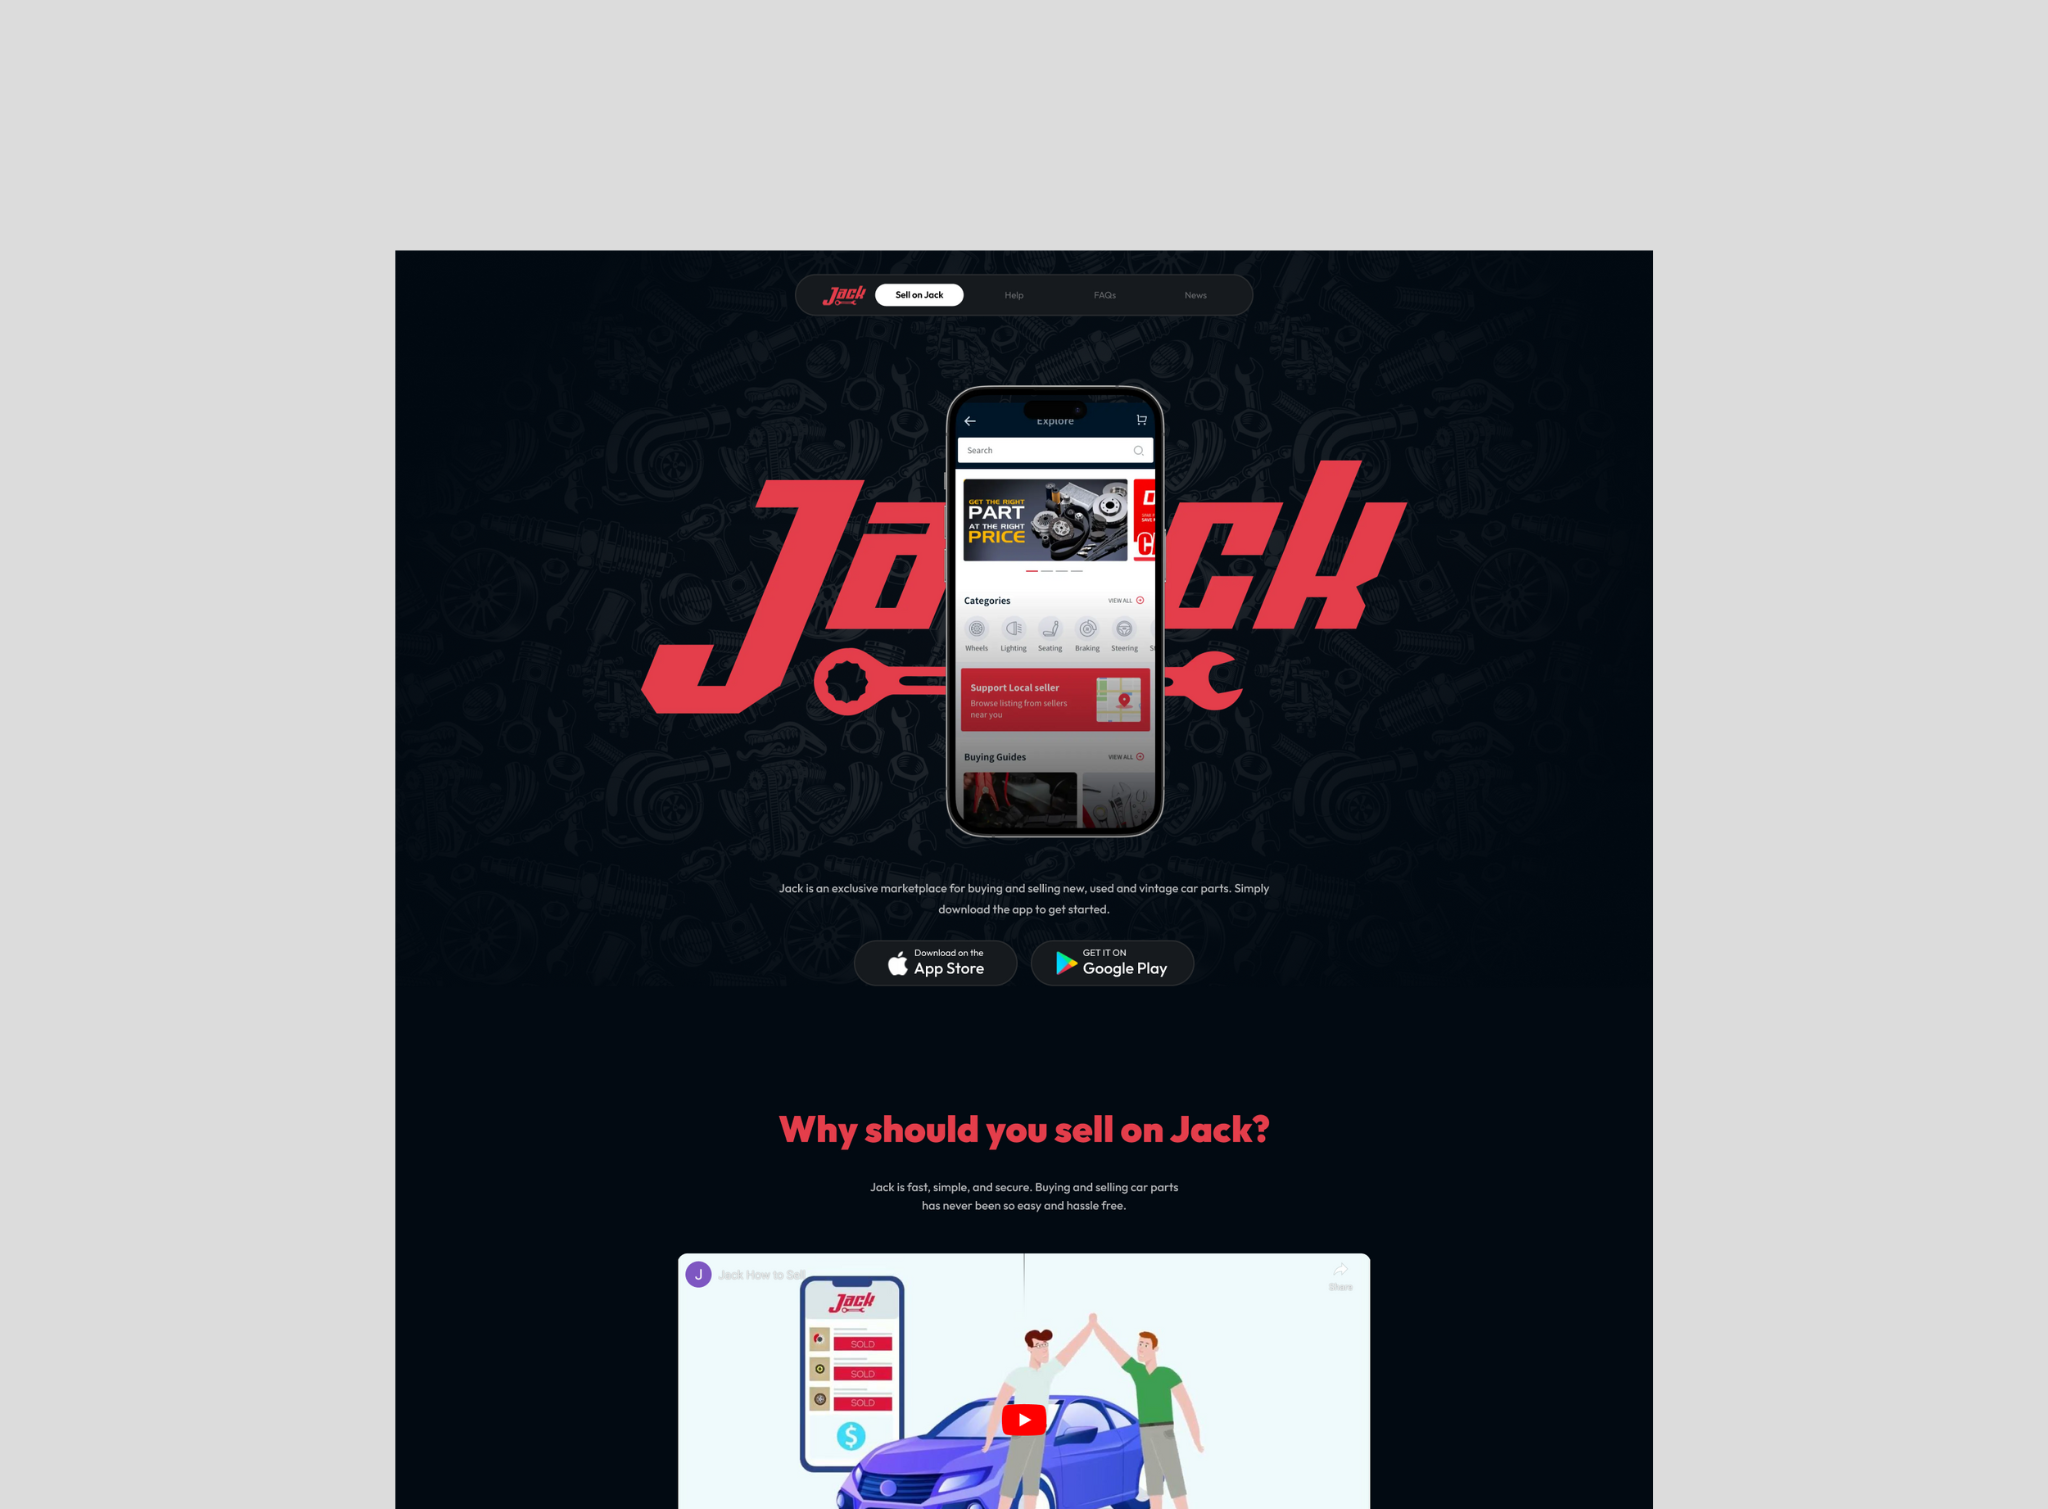 Jack
Sell on Jack
Help
FAQs
News
Jack
Explore
Search
GET THE RIGHT
PART
AT THE RIGHT
PRICE
Categories
VIEW ALL
Wheels
Lighting
Seating
Braking
Steering
Support Local seller
Browse listing from sellers
near you
Buying Guides
VIEW ALL
Jack is an exclusive marketplace for buying and selling new, used and vintage car parts. Simply
download the app to get started.
Download on the
App Store
GET IT ON
Google Play
Why should you sell on Jack?
Jack is fast, simple, and secure. Buying and selling car parts
has never been so easy and hassle free.
J
Jack How to Sell
Share
Jack
SOLD
SOLD
SOLD
$